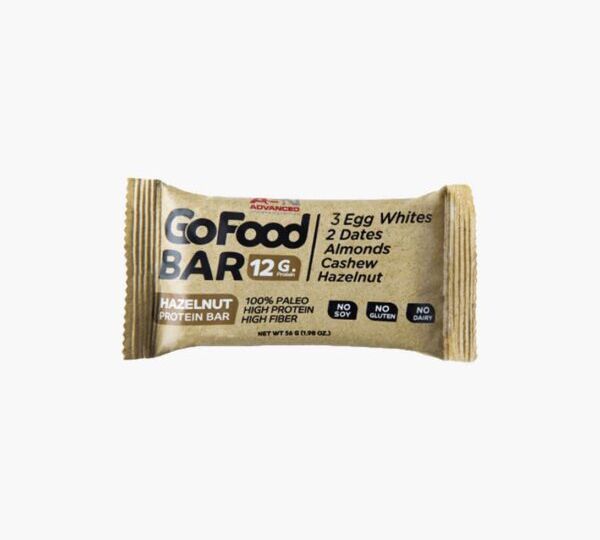 ADVANCED
GoFood
BAR 12 G.
Protein
3 Egg Whites
2 Dates
Almonds
Cashew
Hazelnut
HAZELNUT
PROTEIN BAR
100% PALEO
HIGH PROTEIN
HIGH FIBER
NO
SOY
NO
GLUTEN
NO
DAIRY
NET WT 56 G (1.98 OZ.)